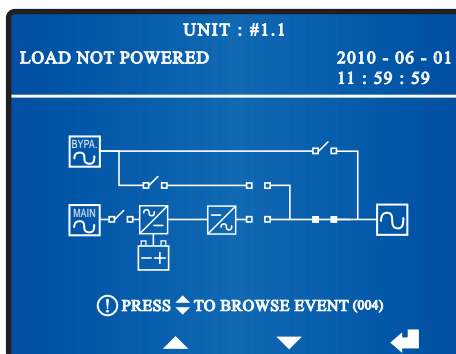 UNIT : #1.1
LOAD NOT POWERED 2010 - 06 - 01
11 : 59 : 59
BYPA.
MAIN
PRESS TO BROWSE EVENT (004)